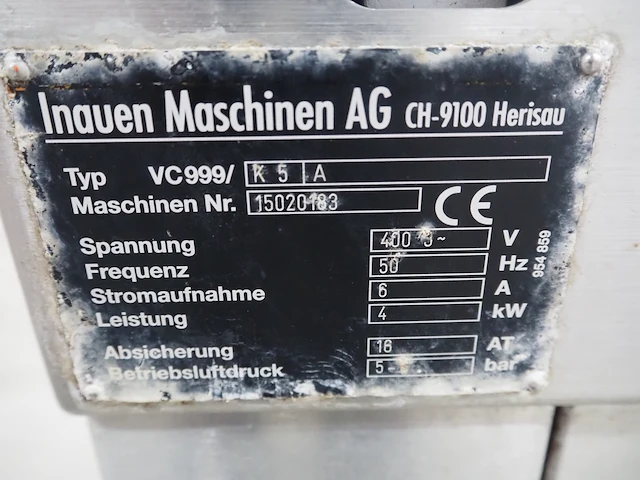 Inauen Maschinen AG CH-9100 Herisau
Typ VC999/ K 5 A
Maschinen Nr. 15020183
CE
Spannung 400 3~ V
Frequenz 50 Hz
Stromaufnahme 6 A
Leistung 4 kW
954 859
Absicherung 16 AT
Betriebsluftdruck 5- bar